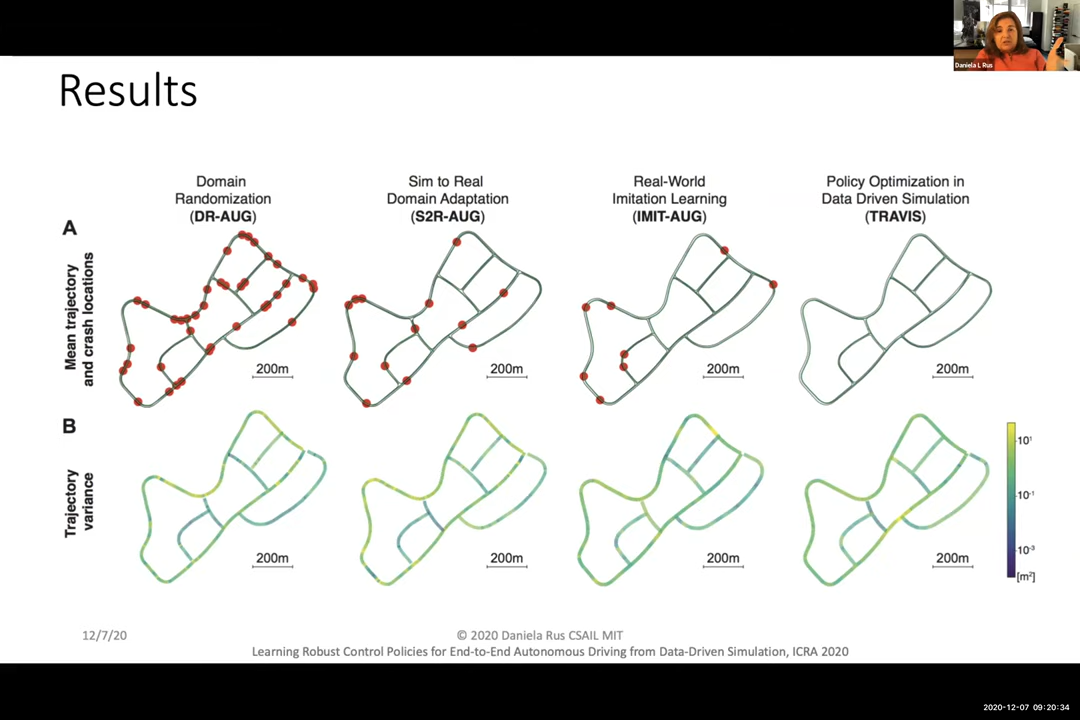 Daniela L Rus
Results
Domain
Randomization
(DR-AUG)
Sim to Real
Domain Adaptation
(S2R-AUG)
Real-World
Imitation Learning
(IMIT-AUG)
Policy Optimization in
Data Driven Simulation
(TRAVIS)
A
Mean trajectory
and crash locations
200m
200m
200m
200m
B
Trajectory
variance
200m
200m
200m
200m
10¹
10⁻¹
10⁻³
[m²]
12/7/20
© 2020 Daniela Rus CSAIL MIT
Learning Robust Control Policies for End-to-End Autonomous Driving from Data-Driven Simulation, ICRA 2020
2020-12-07 09:20:34